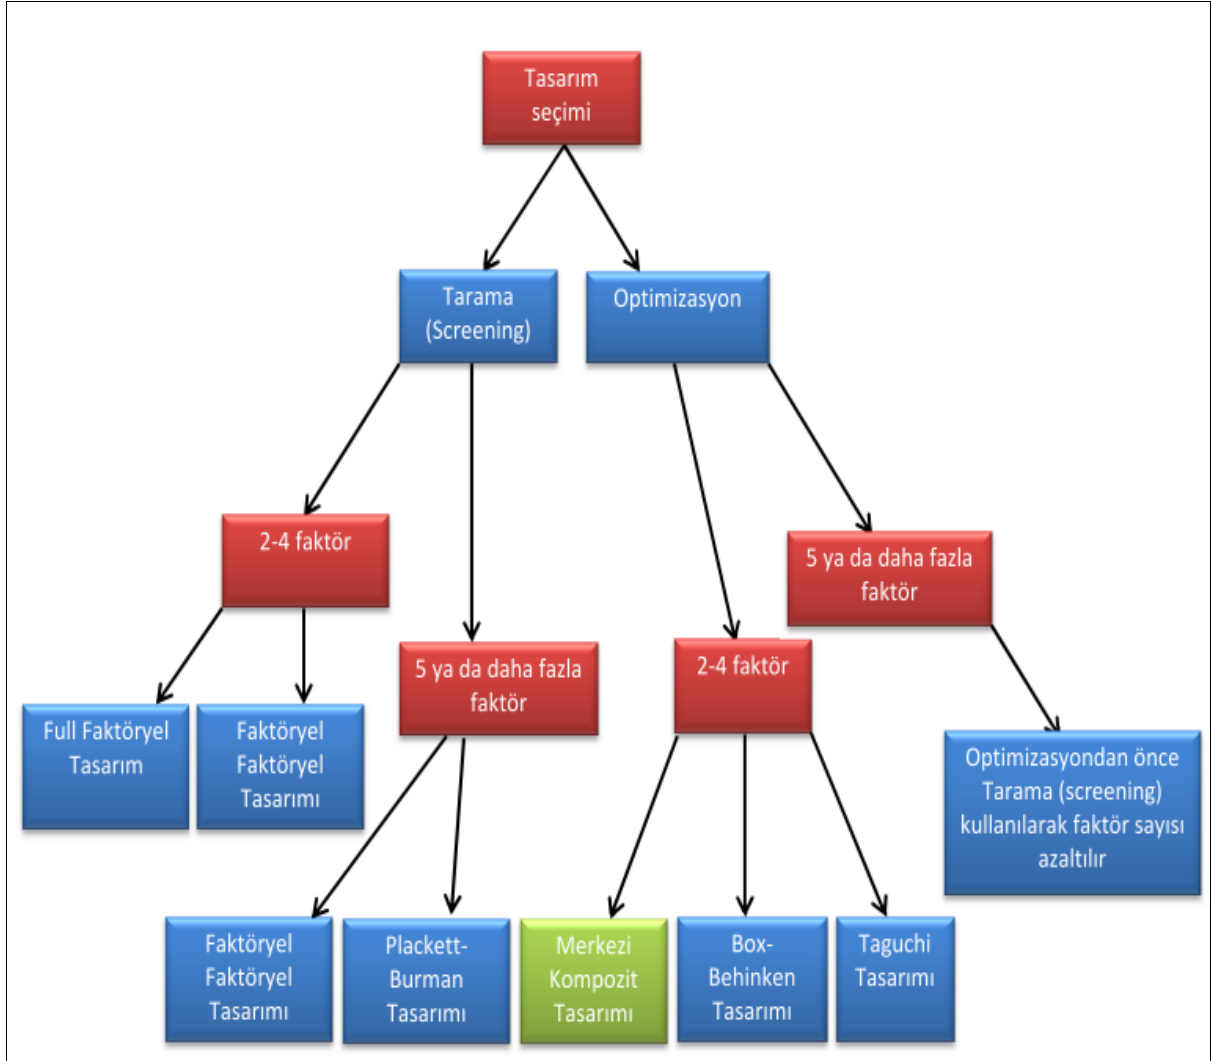 Tasarım
seçimi
Tarama
(Screening)
Optimizasyon
2-4 faktör
5 ya da daha fazla
faktör
5 ya da daha fazla
faktör
2-4 faktör
Full Faktöryel
Tasarım
Faktöryel
Faktöryel
Tasarımı
Optimizasyondan önce
Tarama (screening)
kullanılarak faktör sayısı
azaltılır
Faktöryel
Faktöryel
Tasarımı
Plackett-
Burman
Tasarımı
Merkezi
Kompozit
Tasarımı
Box-
Behinken
Tasarımı
Taguchi
Tasarımı